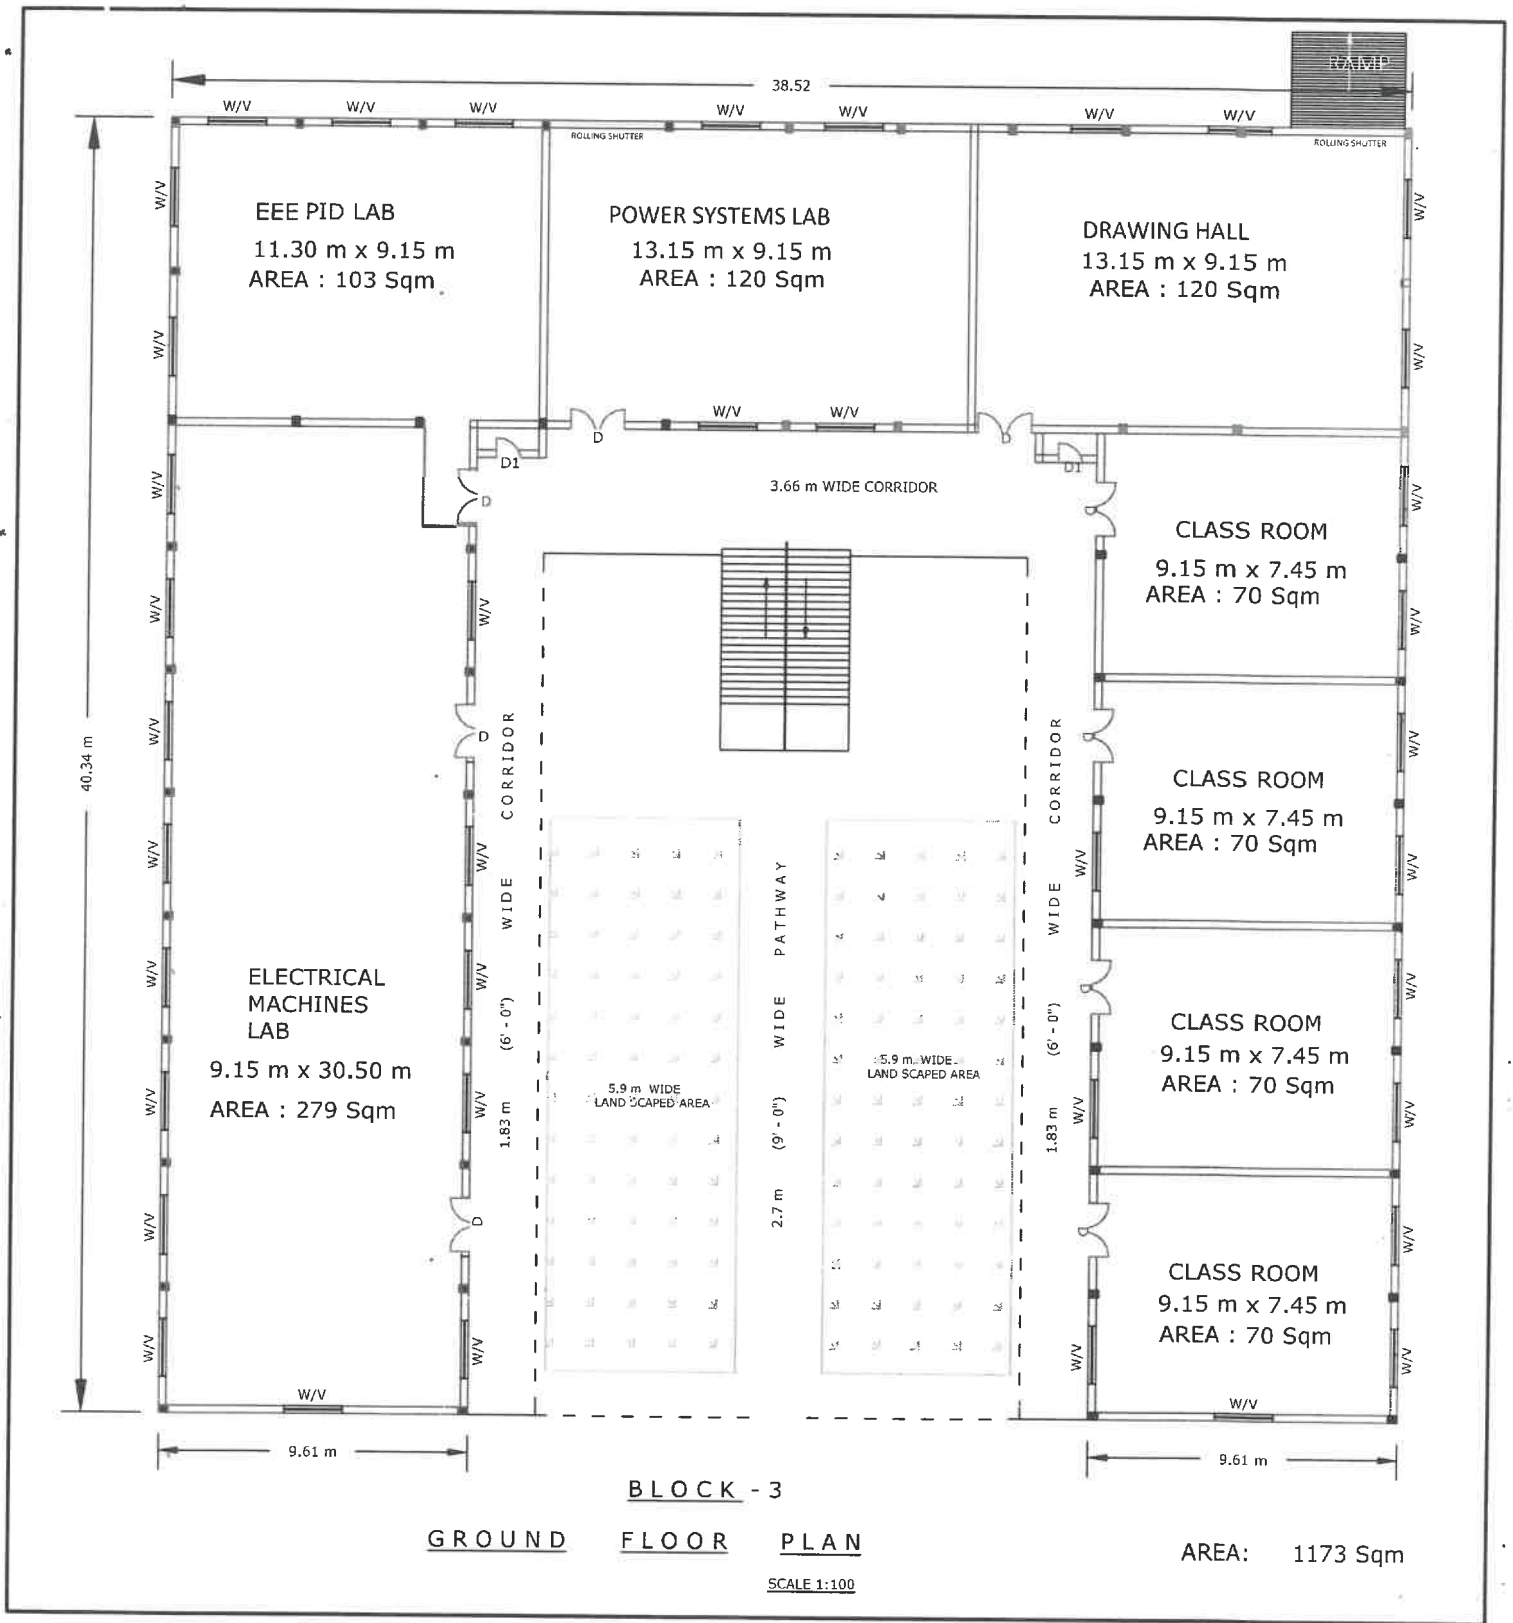 RAMP
38.52
W/V
W/V
W/V
W/V
W/V
W/V
W/V
ROLLING SHUTTER
ROLLING SHUTTER
W/V
W/V
EEE PID LAB
11.30 m x 9.15 m
AREA : 103 Sqm
POWER SYSTEMS LAB
13.15 m x 9.15 m
AREA : 120 Sqm
DRAWING HALL
13.15 m x 9.15 m
AREA : 120 Sqm
W/V
W/V
W/V
W/V
D
D
D1
D1
W/V
D
3.66 m WIDE CORRIDOR
D
W/V
CLASS ROOM
9.15 m x 7.45 m
AREA : 70 Sqm
W/V
W/V
W/V
40.34 m
W/V
D
D
W/V
CLASS ROOM
9.15 m x 7.45 m
AREA : 70 Sqm
W/V
W/V
W/V
W/V
1.83 m (6' - 0") WIDE CORRIDOR
2.7 m (9' - 0") WIDE PATHWAY
1.83 m (6' - 0") WIDE CORRIDOR
ELECTRICAL
MACHINES
LAB
9.15 m x 30.50 m
AREA : 279 Sqm
W/V
W/V
D
W/V
CLASS ROOM
9.15 m x 7.45 m
AREA : 70 Sqm
5.9 m WIDE
LAND SCAPED AREA
5.9 m WIDE
LAND SCAPED AREA
W/V
W/V
W/V
W/V
W/V
D
D
W/V
CLASS ROOM
9.15 m x 7.45 m
AREA : 70 Sqm
W/V
W/V
W/V
W/V
W/V
W/V
9.61 m
9.61 m
BLOCK - 3
GROUND FLOOR PLAN
SCALE 1:100
AREA: 1173 Sqm